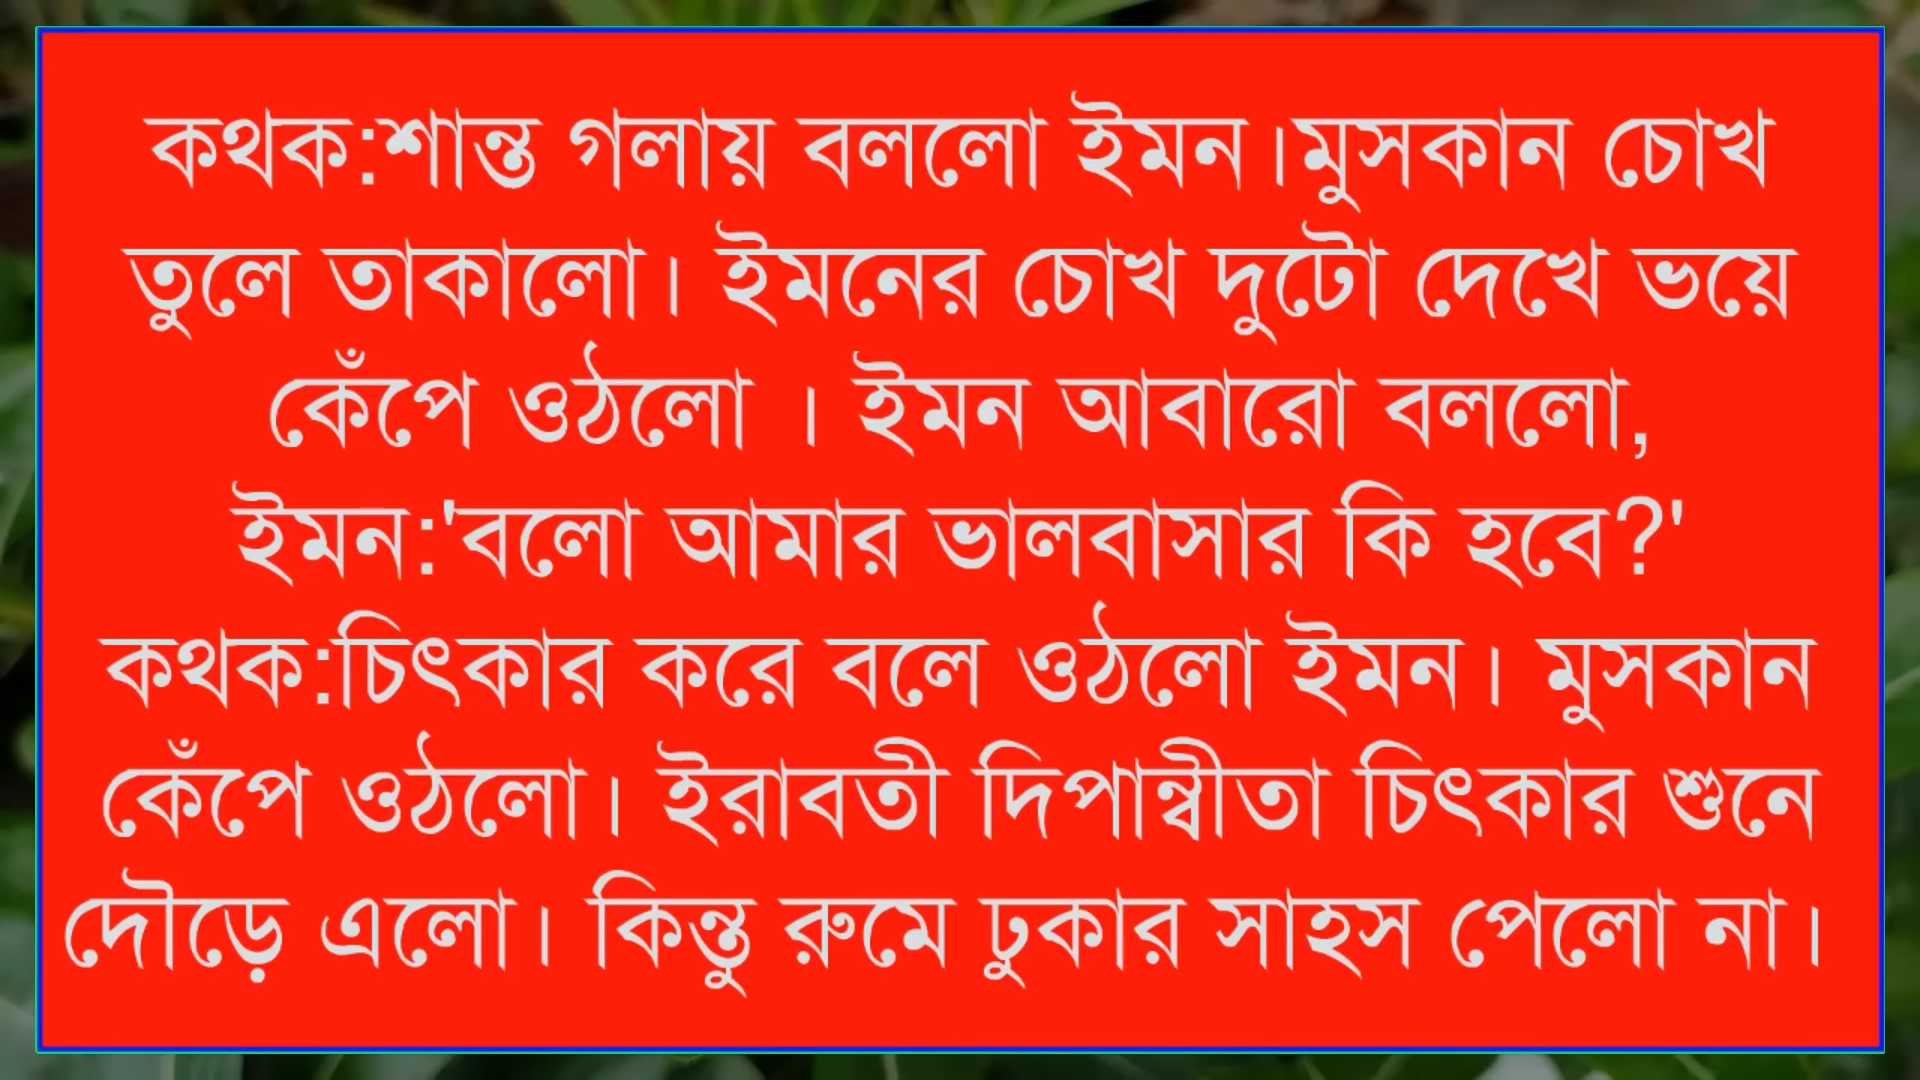 কথক:শান্ত গলায় বললো ইমন।মুসকান চোখ
তুলে তাকালো। ইমনের চোখ দুটো দেখে ভয়ে
কেঁপে ওঠলো । ইমন আবারো বললো,
ইমন:'বলো আমার ভালবাসার কি হবে?'
কথক:চিৎকার করে বলে ওঠলো ইমন। মুসকান
কেঁপে ওঠলো। ইরাবতী দিপান্বীতা চিৎকার শুনে
দৌড়ে এলো। কিন্তু রুমে ঢুকার সাহস পেলো না।